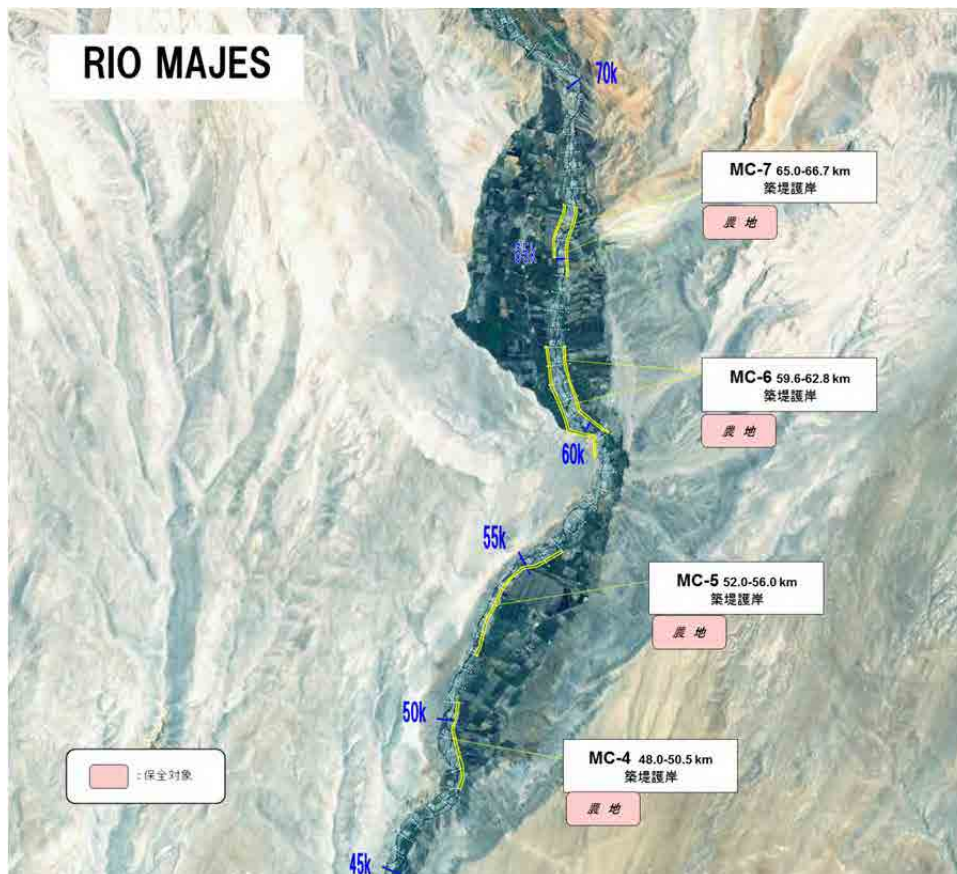 RIO MAJES
70k
MC-7 65.0-66.7 km
築堤護岸
農 地
MC-6 59.6-62.8 km
築堤護岸
農 地
60k
55k
MC-5 52.0-56.0 km
築堤護岸
農 地
50k
MC-4 48.0-50.5 km
築堤護岸
農 地
:保全対象
45k